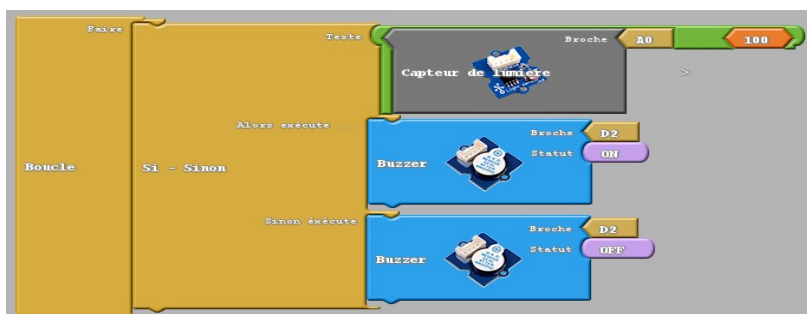 Faire
Teste
Broche A0
100
Capteur de lumière
>
Alors exécute ...
Broche D2
Statut ON
Boucle
Si - Sinon
Buzzer
Sinon éxécute
Broche D2
Statut OFF
Buzzer